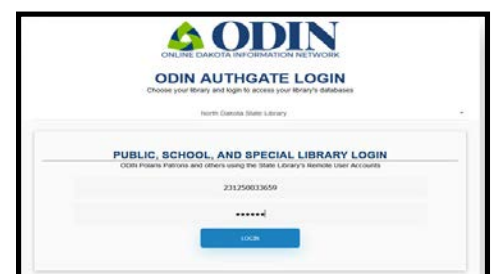 ODIN
ONLINE DAKOTA INFORMATION NETWORK
ODIN AUTHGATE LOGIN
Choose your library and login to access your library's databases
North Dakota State Library
PUBLIC, SCHOOL, AND SPECIAL LIBRARY LOGIN
ODIN Polaris Patrons and others using the State Library's Remote User Accounts
231250033659
••••••
LOGIN